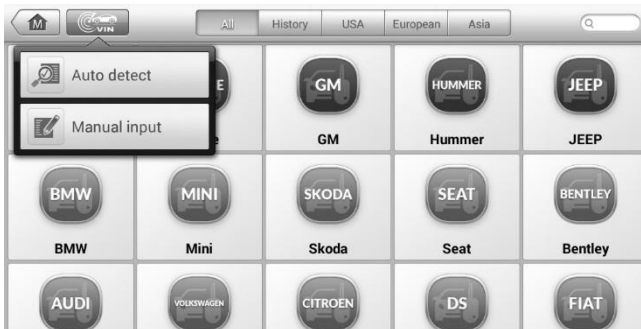 M
VIN
All
History
USA
European
Asia
Auto detect
Manual input
E
e
GM
GM
HUMMER
Hummer
JEEP
JEEP
BMW
BMW
MINI
Mini
SKODA
Skoda
SEAT
Seat
BENTLEY
Bentley
AUDI
VOLKSWAGEN
CITROEN
DS
FIAT